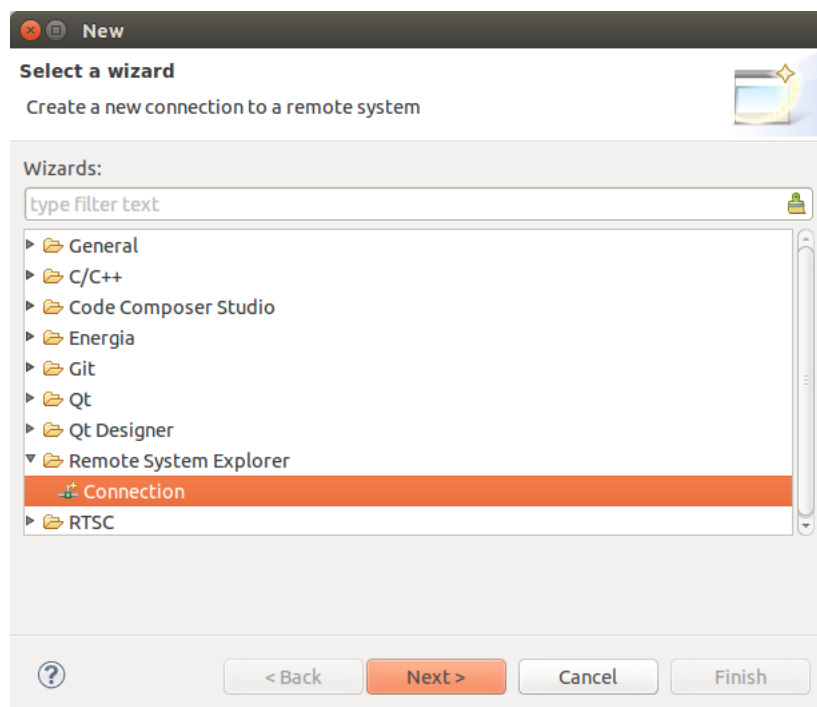 New
Select a wizard
Create a new connection to a remote system
Wizards:
type filter text
General
C/C++
Code Composer Studio
Energia
Git
Qt
Qt Designer
Remote System Explorer
Connection
RTSC
? < Back Next > Cancel Finish